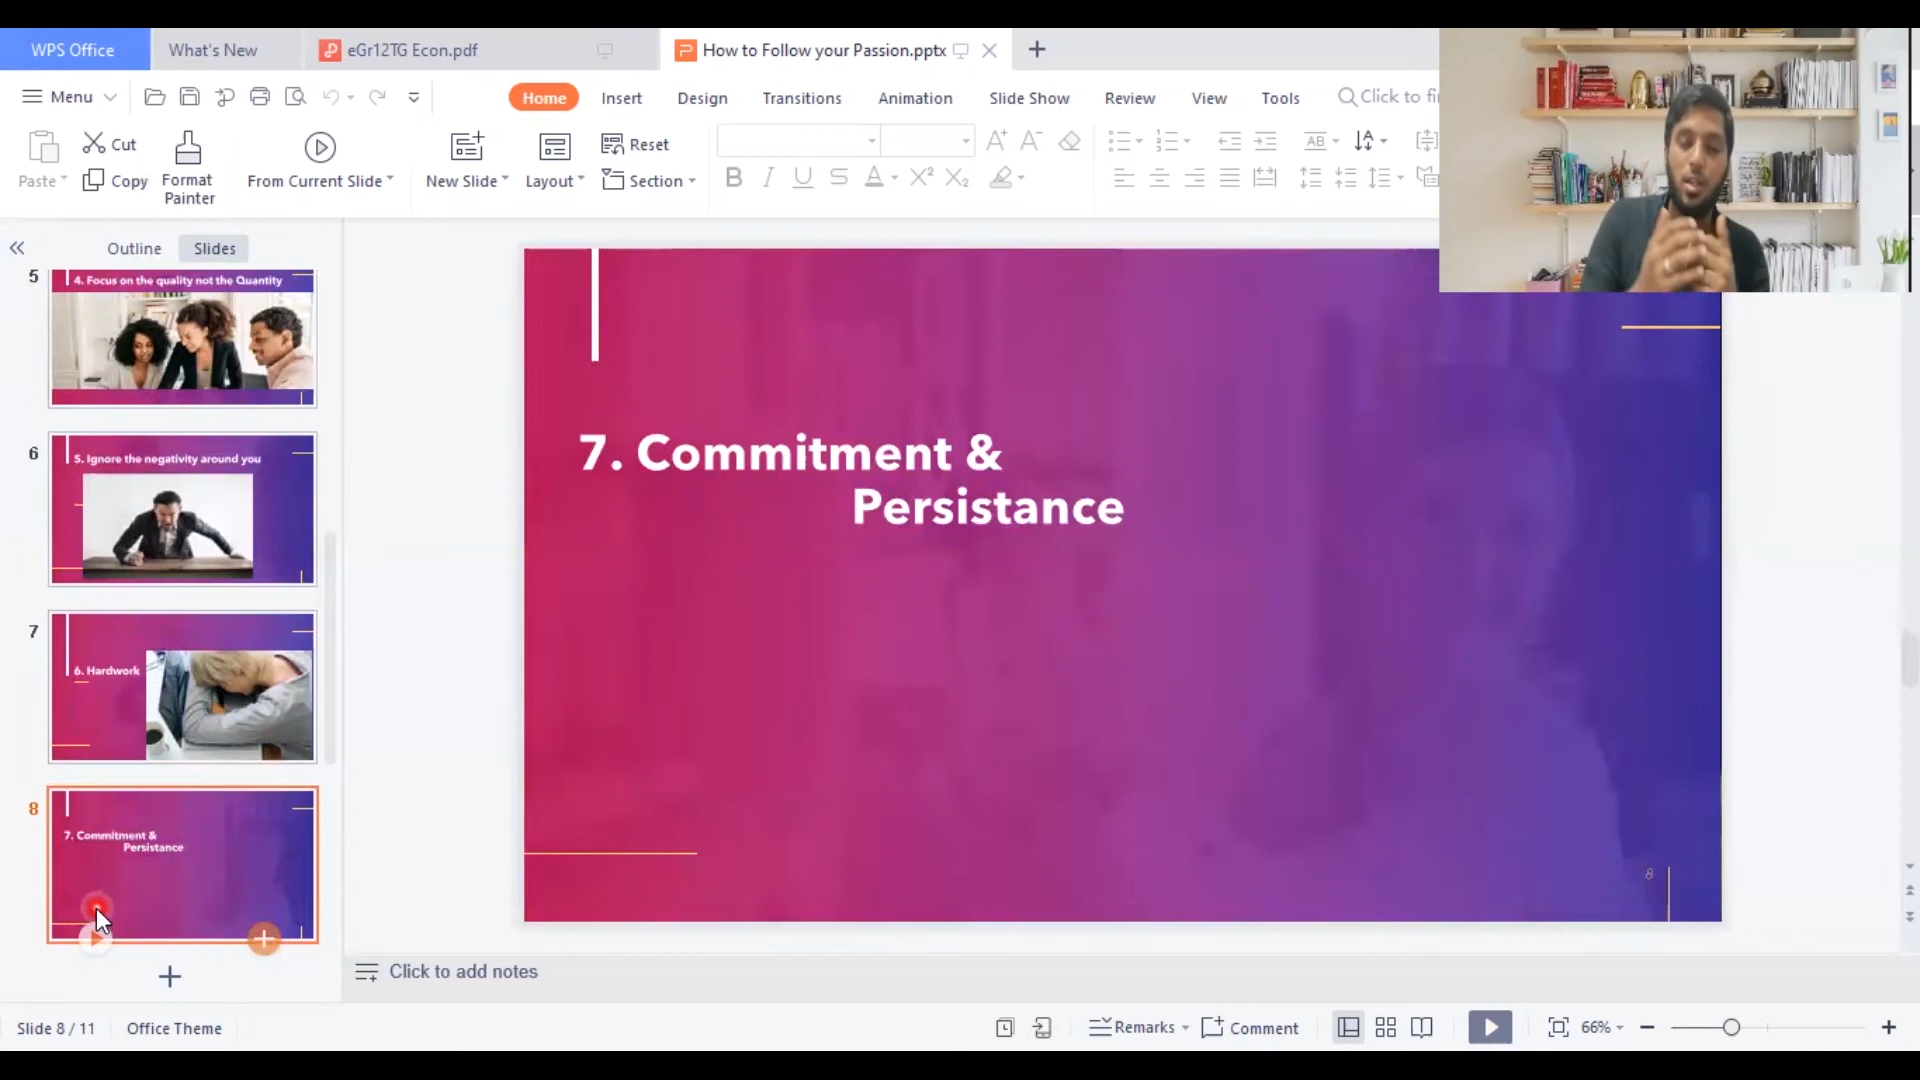 WPS Office
What's New
eGr12TG Econ.pdf
How to Follow your Passion.pptx
Menu
Home
Insert
Design
Transitions
Animation
Slide Show
Review
View
Tools
Click to fi
Paste
Cut
Copy
Format
Painter
From Current Slide
New Slide
Layout
Reset
Section
Outline
Slides
5
4. Focus on the quality not the Quantity
6
5. Ignore the negativity around you
7
6. Hardwork
8
7. Commitment &
Persistance
7. Commitment &
Persistance
8
Click to add notes
Slide 8 / 11
Office Theme
Remarks
Comment
66%